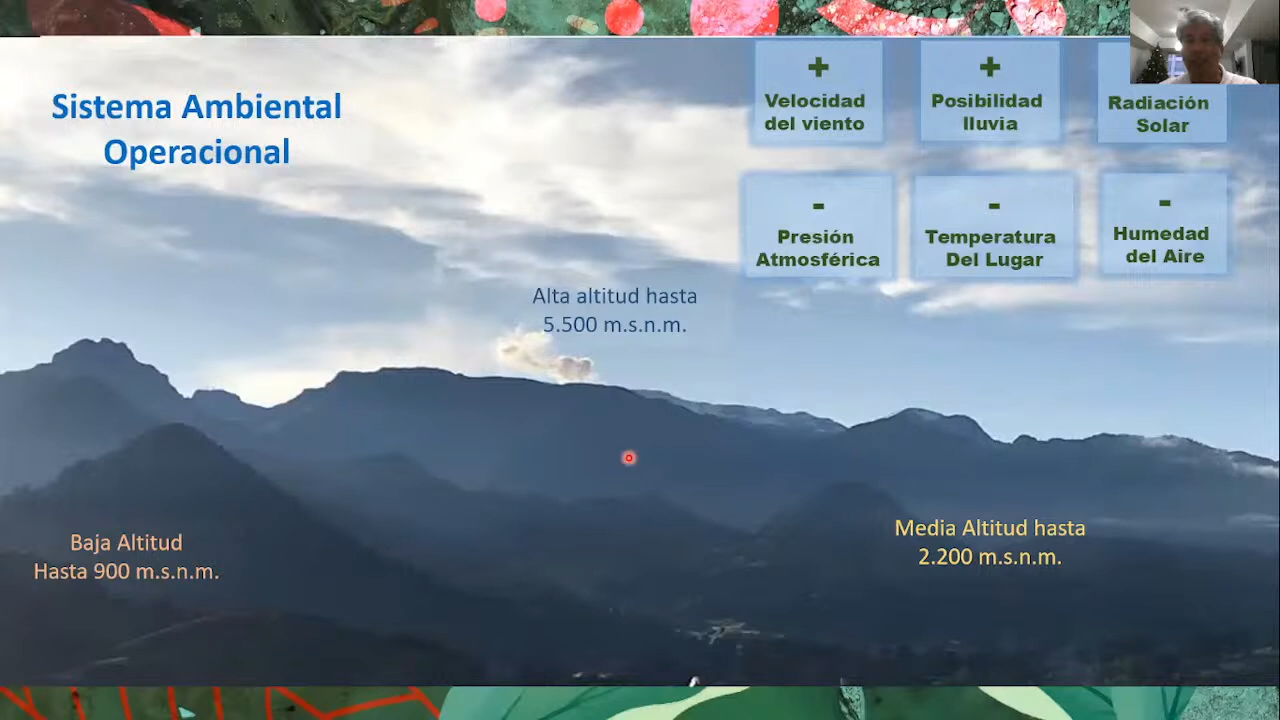 Sistema Ambiental
Operacional
+
Velocidad
del viento
+
Posibilidad
lluvia
Radiación
Solar
-
Presión
Atmosférica
-
Temperatura
Del Lugar
-
Humedad
del Aire
Alta altitud hasta
5.500 m.s.n.m.
Baja Altitud
Hasta 900 m.s.n.m.
Media Altitud hasta
2.200 m.s.n.m.